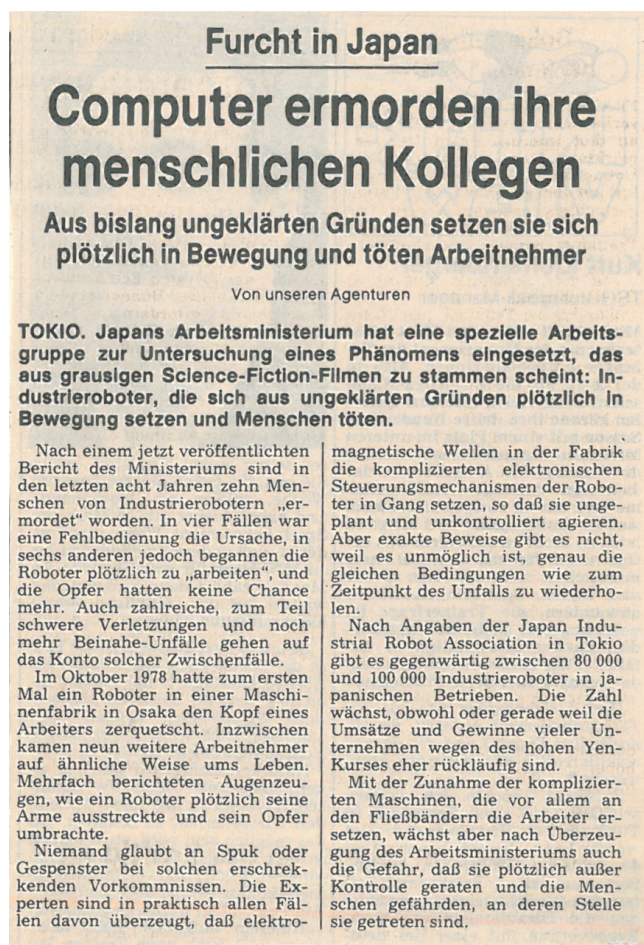 Furcht in Japan
Computer ermorden ihre
menschlichen Kollegen
Aus bislang ungeklärten Gründen setzen sie sich
plötzlich in Bewegung und töten Arbeitnehmer
Von unseren Agenturen
TOKIO. Japans Arbeitsministerium hat eine spezielle Arbeits-
gruppe zur Untersuchung eines Phänomens eingesetzt, das
aus grausigen Science-Fiction-Filmen zu stammen scheint: In-
dustrieroboter, die sich aus ungeklärten Gründen plötzlich in
Bewegung setzen und Menschen töten.
Nach einem jetzt veröffentlichten
Bericht des Ministeriums sind in
den letzten acht Jahren zehn Men-
schen von Industrierobotern „er-
mordet“ worden. In vier Fällen war
eine Fehlbedienung die Ursache, in
sechs anderen jedoch begannen die
Roboter plötzlich zu „arbeiten“, und
die Opfer hatten keine Chance
mehr. Auch zahlreiche, zum Teil
schwere Verletzungen und noch
mehr Beinahe-Unfälle gehen auf
das Konto solcher Zwischenfälle.
Im Oktober 1978 hatte zum ersten
Mal ein Roboter in einer Maschi-
nenfabrik in Osaka den Kopf eines
Arbeiters zerquetscht. Inzwischen
kamen neun weitere Arbeitnehmer
auf ähnliche Weise ums Leben.
Mehrfach berichteten Augenzeu-
gen, wie ein Roboter plötzlich seine
Arme ausstreckte und sein Opfer
umbrachte.
Niemand glaubt an Spuk oder
Gespenster bei solchen erschrek-
kenden Vorkommnissen. Die Ex-
perten sind in praktisch allen Fäl-
len davon überzeugt, daß elektro-
magnetische Wellen in der Fabrik
die komplizierten elektronischen
Steuerungsmechanismen der Robo-
ter in Gang setzen, so daß sie unge-
plant und unkontrolliert agieren.
Aber exakte Beweise gibt es nicht,
weil es unmöglich ist, genau die
gleichen Bedingungen wie zum
Zeitpunkt des Unfalls zu wiederho-
len.
Nach Angaben der Japan Indu-
strial Robot Association in Tokio
gibt es gegenwärtig zwischen 80 000
und 100 000 Industrieroboter in ja-
panischen Betrieben. Die Zahl
wächst, obwohl oder gerade weil die
Umsätze und Gewinne vieler Un-
ternehmen wegen des hohen Yen-
Kurses eher rückläufig sind.
Mit der Zunahme der komplizier-
ten Maschinen, die vor allem an
den Fließbändern die Arbeiter er-
setzen, wächst aber nach Überzeu-
gung des Arbeitsministeriums auch
die Gefahr, daß sie plötzlich außer
Kontrolle geraten und die Men-
schen gefährden, an deren Stelle
sie getreten sind.